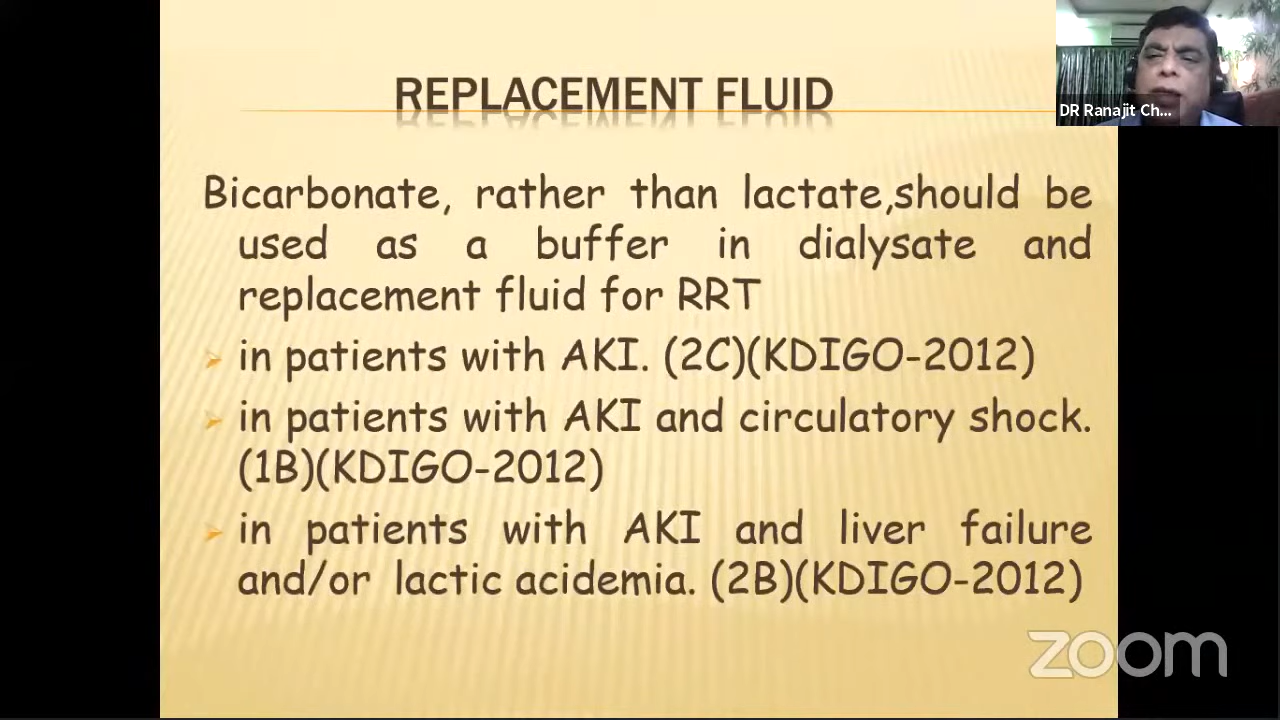 REPLACEMENT FLUID
DR Ranajit Ch...
Bicarbonate, rather than lactate,should be
used as a buffer in dialysate and
replacement fluid for RRT
in patients with AKI. (2C)(KDIGO-2012)
in patients with AKI and circulatory shock.
(1B)(KDIGO-2012)
in patients with AKI and liver failure
and/or lactic acidemia. (2B)(KDIGO-2012)
zoom